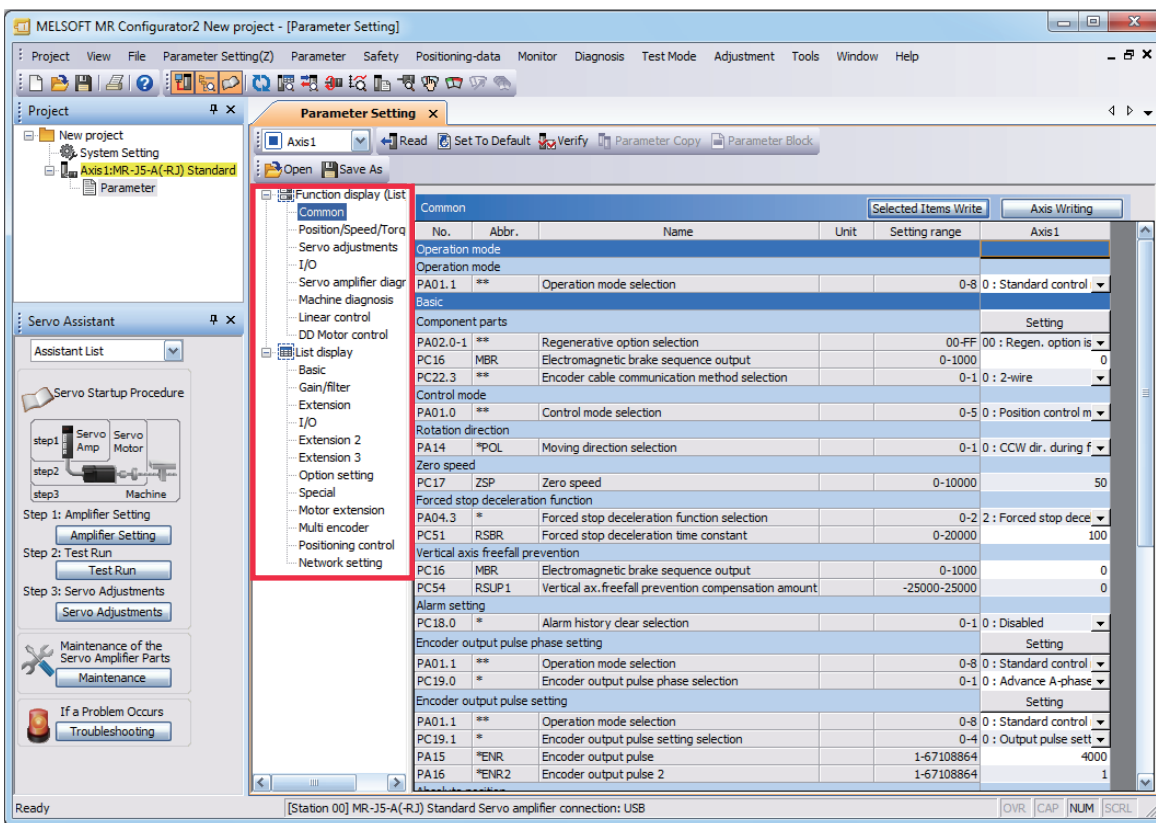 MELSOFT MR Configurator2 New project - [Parameter Setting]
Project View File Parameter Setting(Z) Parameter Safety Positioning-data Monitor Diagnosis Test Mode Adjustment Tools Window Help
Project
New project
System Setting
Axis1:MR-J5-A(-RJ) Standard
Parameter
Servo Assistant
Assistant List
Servo Startup Procedure
step1
Servo Amp
Servo Motor
step2
step3
Machine
Step 1: Amplifier Setting
Amplifier Setting
Step 2: Test Run
Test Run
Step 3: Servo Adjustments
Servo Adjustments
Maintenance of the
Servo Amplifier Parts
Maintenance
If a Problem Occurs
Troubleshooting
Parameter Setting
Axis1 Read Set To Default Verify Parameter Copy Parameter Block
Open Save As
Function display (List
Common
Position/Speed/Torq
Servo adjustments
I/O
Servo amplifier diagr
Machine diagnosis
Linear control
DD Motor control
List display
Basic
Gain/filter
Extension
I/O
Extension 2
Extension 3
Option setting
Special
Motor extension
Multi encoder
Positioning control
Network setting
Common Selected Items Write Axis Writing
No. Abbr. Name Unit Setting range Axis1
Operation mode
Operation mode
PA01.1 ** Operation mode selection 0-8 0 : Standard control
Basic
Component parts Setting
PA02.0-1 ** Regenerative option selection 00-FF 00 : Regen. option is
PC16 MBR Electromagnetic brake sequence output 0-1000 0
PC22.3 ** Encoder cable communication method selection 0-1 0 : 2-wire
Control mode
PA01.0 ** Control mode selection 0-5 0 : Position control m
Rotation direction
PA14 *POL Moving direction selection 0-1 0 : CCW dir. during f
Zero speed
PC17 ZSP Zero speed 0-10000 50
Forced stop deceleration function
PA04.3 * Forced stop deceleration function selection 0-2 2 : Forced stop dece
PC51 RSBR Forced stop deceleration time constant 0-20000 100
Vertical axis freefall prevention
PC16 MBR Electromagnetic brake sequence output 0-1000 0
PC54 RSUP1 Vertical ax.freefall prevention compensation amount -25000-25000 0
Alarm setting
PC18.0 * Alarm history clear selection 0-1 0 : Disabled
Encoder output pulse phase setting Setting
PA01.1 ** Operation mode selection 0-8 0 : Standard control
PC19.0 * Encoder output pulse phase selection 0-1 0 : Advance A-phase
Encoder output pulse setting Setting
PA01.1 ** Operation mode selection 0-8 0 : Standard control
PC19.1 * Encoder output pulse setting selection 0-4 0 : Output pulse sett
PA15 *ENR Encoder output pulse 1-67108864 4000
PA16 *ENR2 Encoder output pulse 2 1-67108864 1
Ready [Station 00] MR-J5-A(-RJ) Standard Servo amplifier connection: USB OVR CAP NUM SCRL